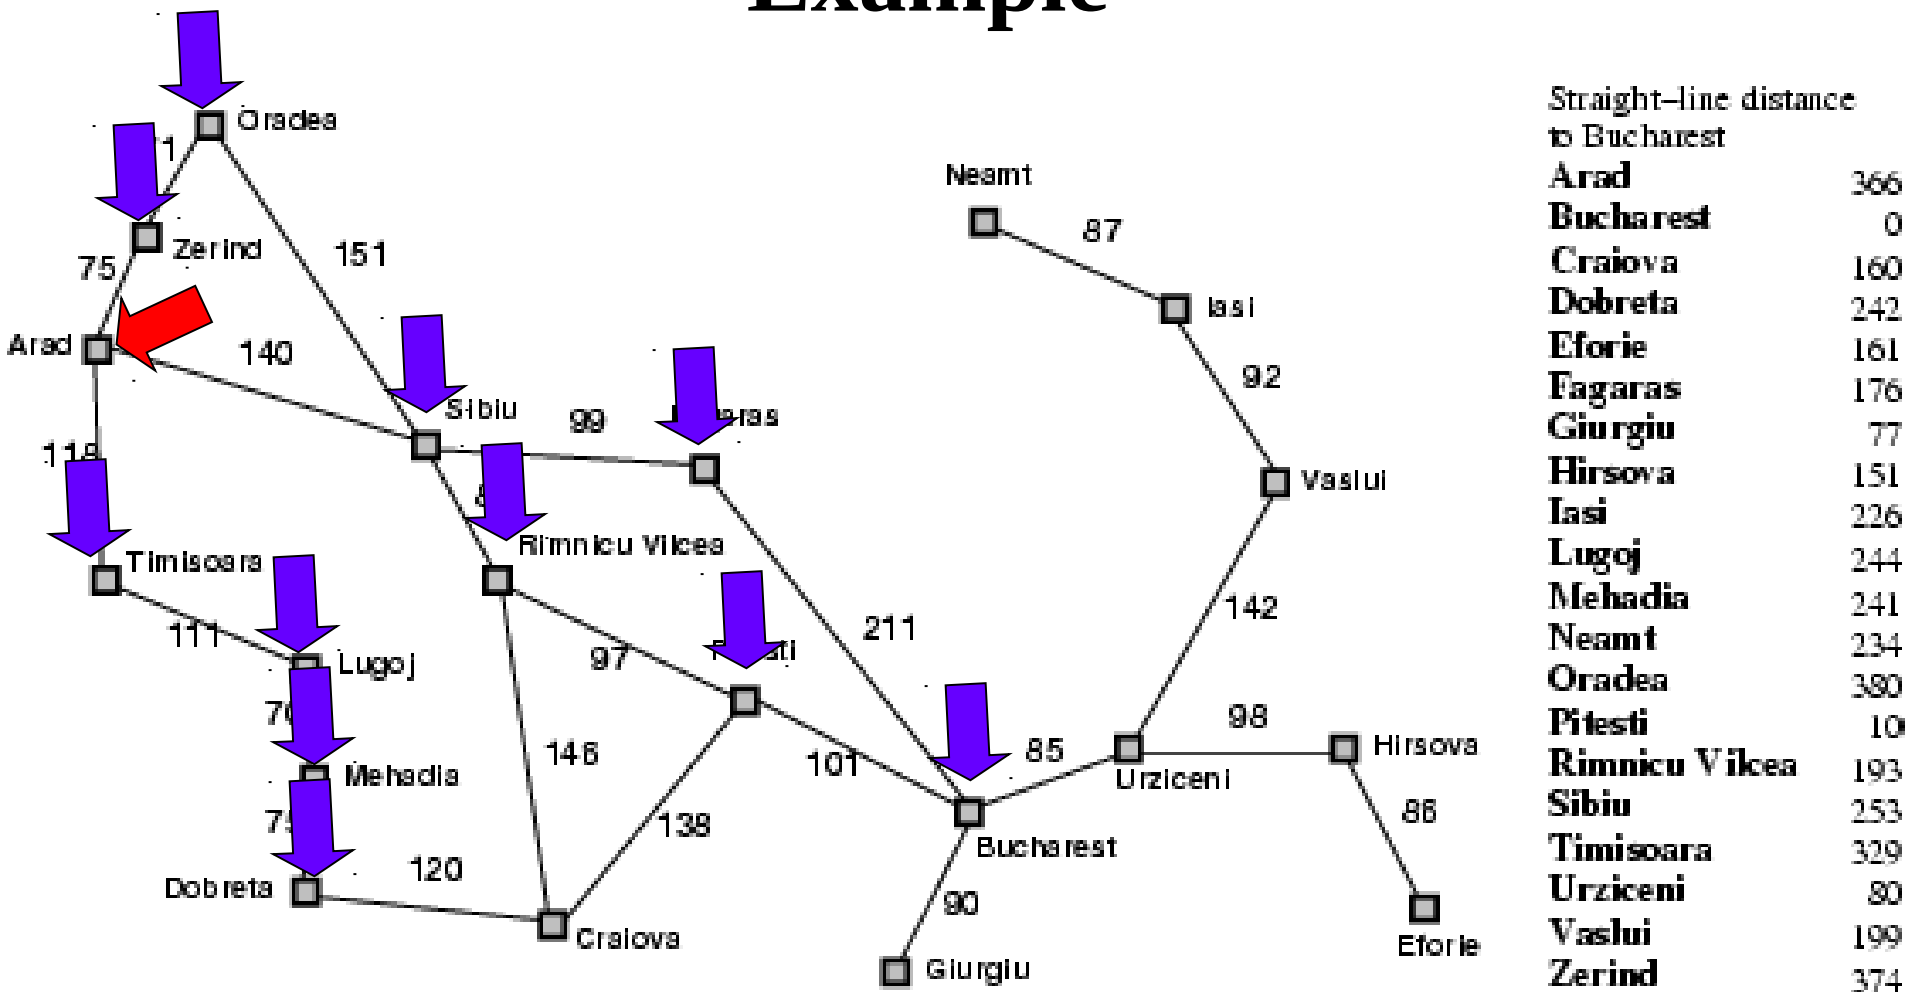 Example
Oradea
Neamt
87
Zerind
151
75
Iasi
Arad
140
92
Sibiu
99
Vaslui
Rimnicu Vilcea
Timisoara
111
211
142
97
Lugoj
98
146
101
85
Hirsova
Mehadia
Urziceni
138
86
Bucharest
120
Dobreta
90
Craiova
Eforie
Giurgiu
Straight–line distance
to Bucharest
Arad 366
Bucharest 0
Craiova 160
Dobreta 242
Eforie 161
Fagaras 176
Giurgiu 77
Hirsova 151
Iasi 226
Lugoj 244
Mehadia 241
Neamt 234
Oradea 380
Pitesti 10
Rimnicu Vilcea 193
Sibiu 253
Timisoara 329
Urziceni 80
Vaslui 199
Zerind 374